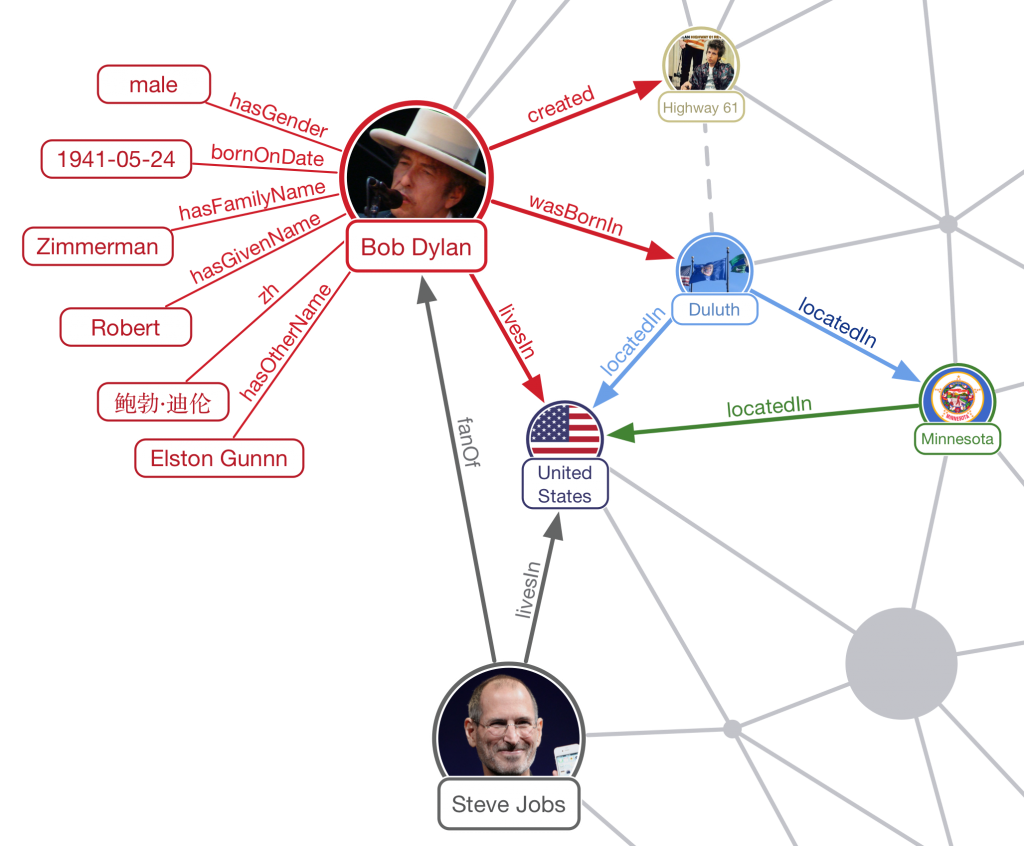 male
hasGender
1941-05-24
bornOnDate
hasFamilyName
Zimmerman
hasGivenName
Robert
zh
鲍勃·迪伦
hasOtherName
Elston Gunnn
Bob Dylan
created
Highway 61
wasBornIn
Duluth
livesIn
locatedIn
locatedIn
locatedIn
Minnesota
United
States
fanOf
livesIn
Steve Jobs